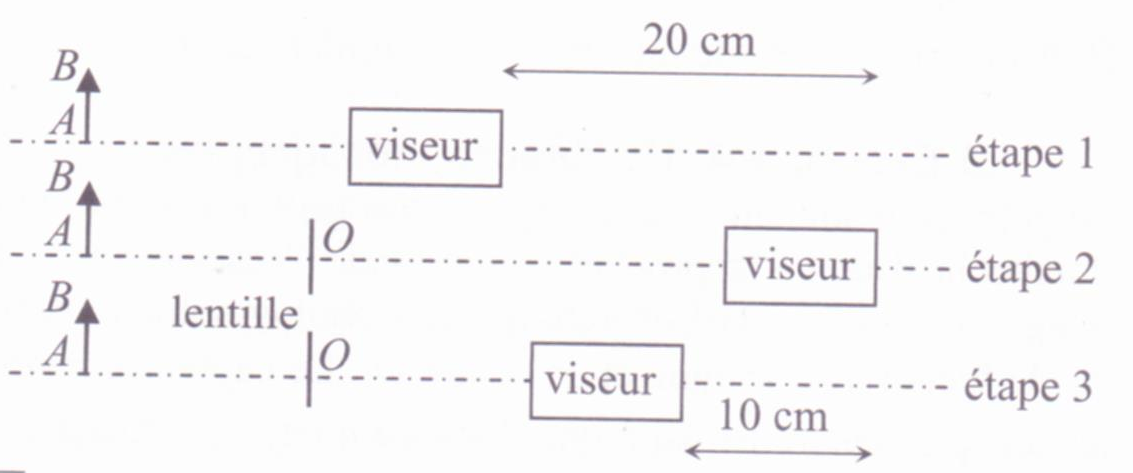 20 cm
B
A
viseur
étape 1
B
A
O
viseur
étape 2
lentille
B
A
O
viseur
étape 3
10 cm